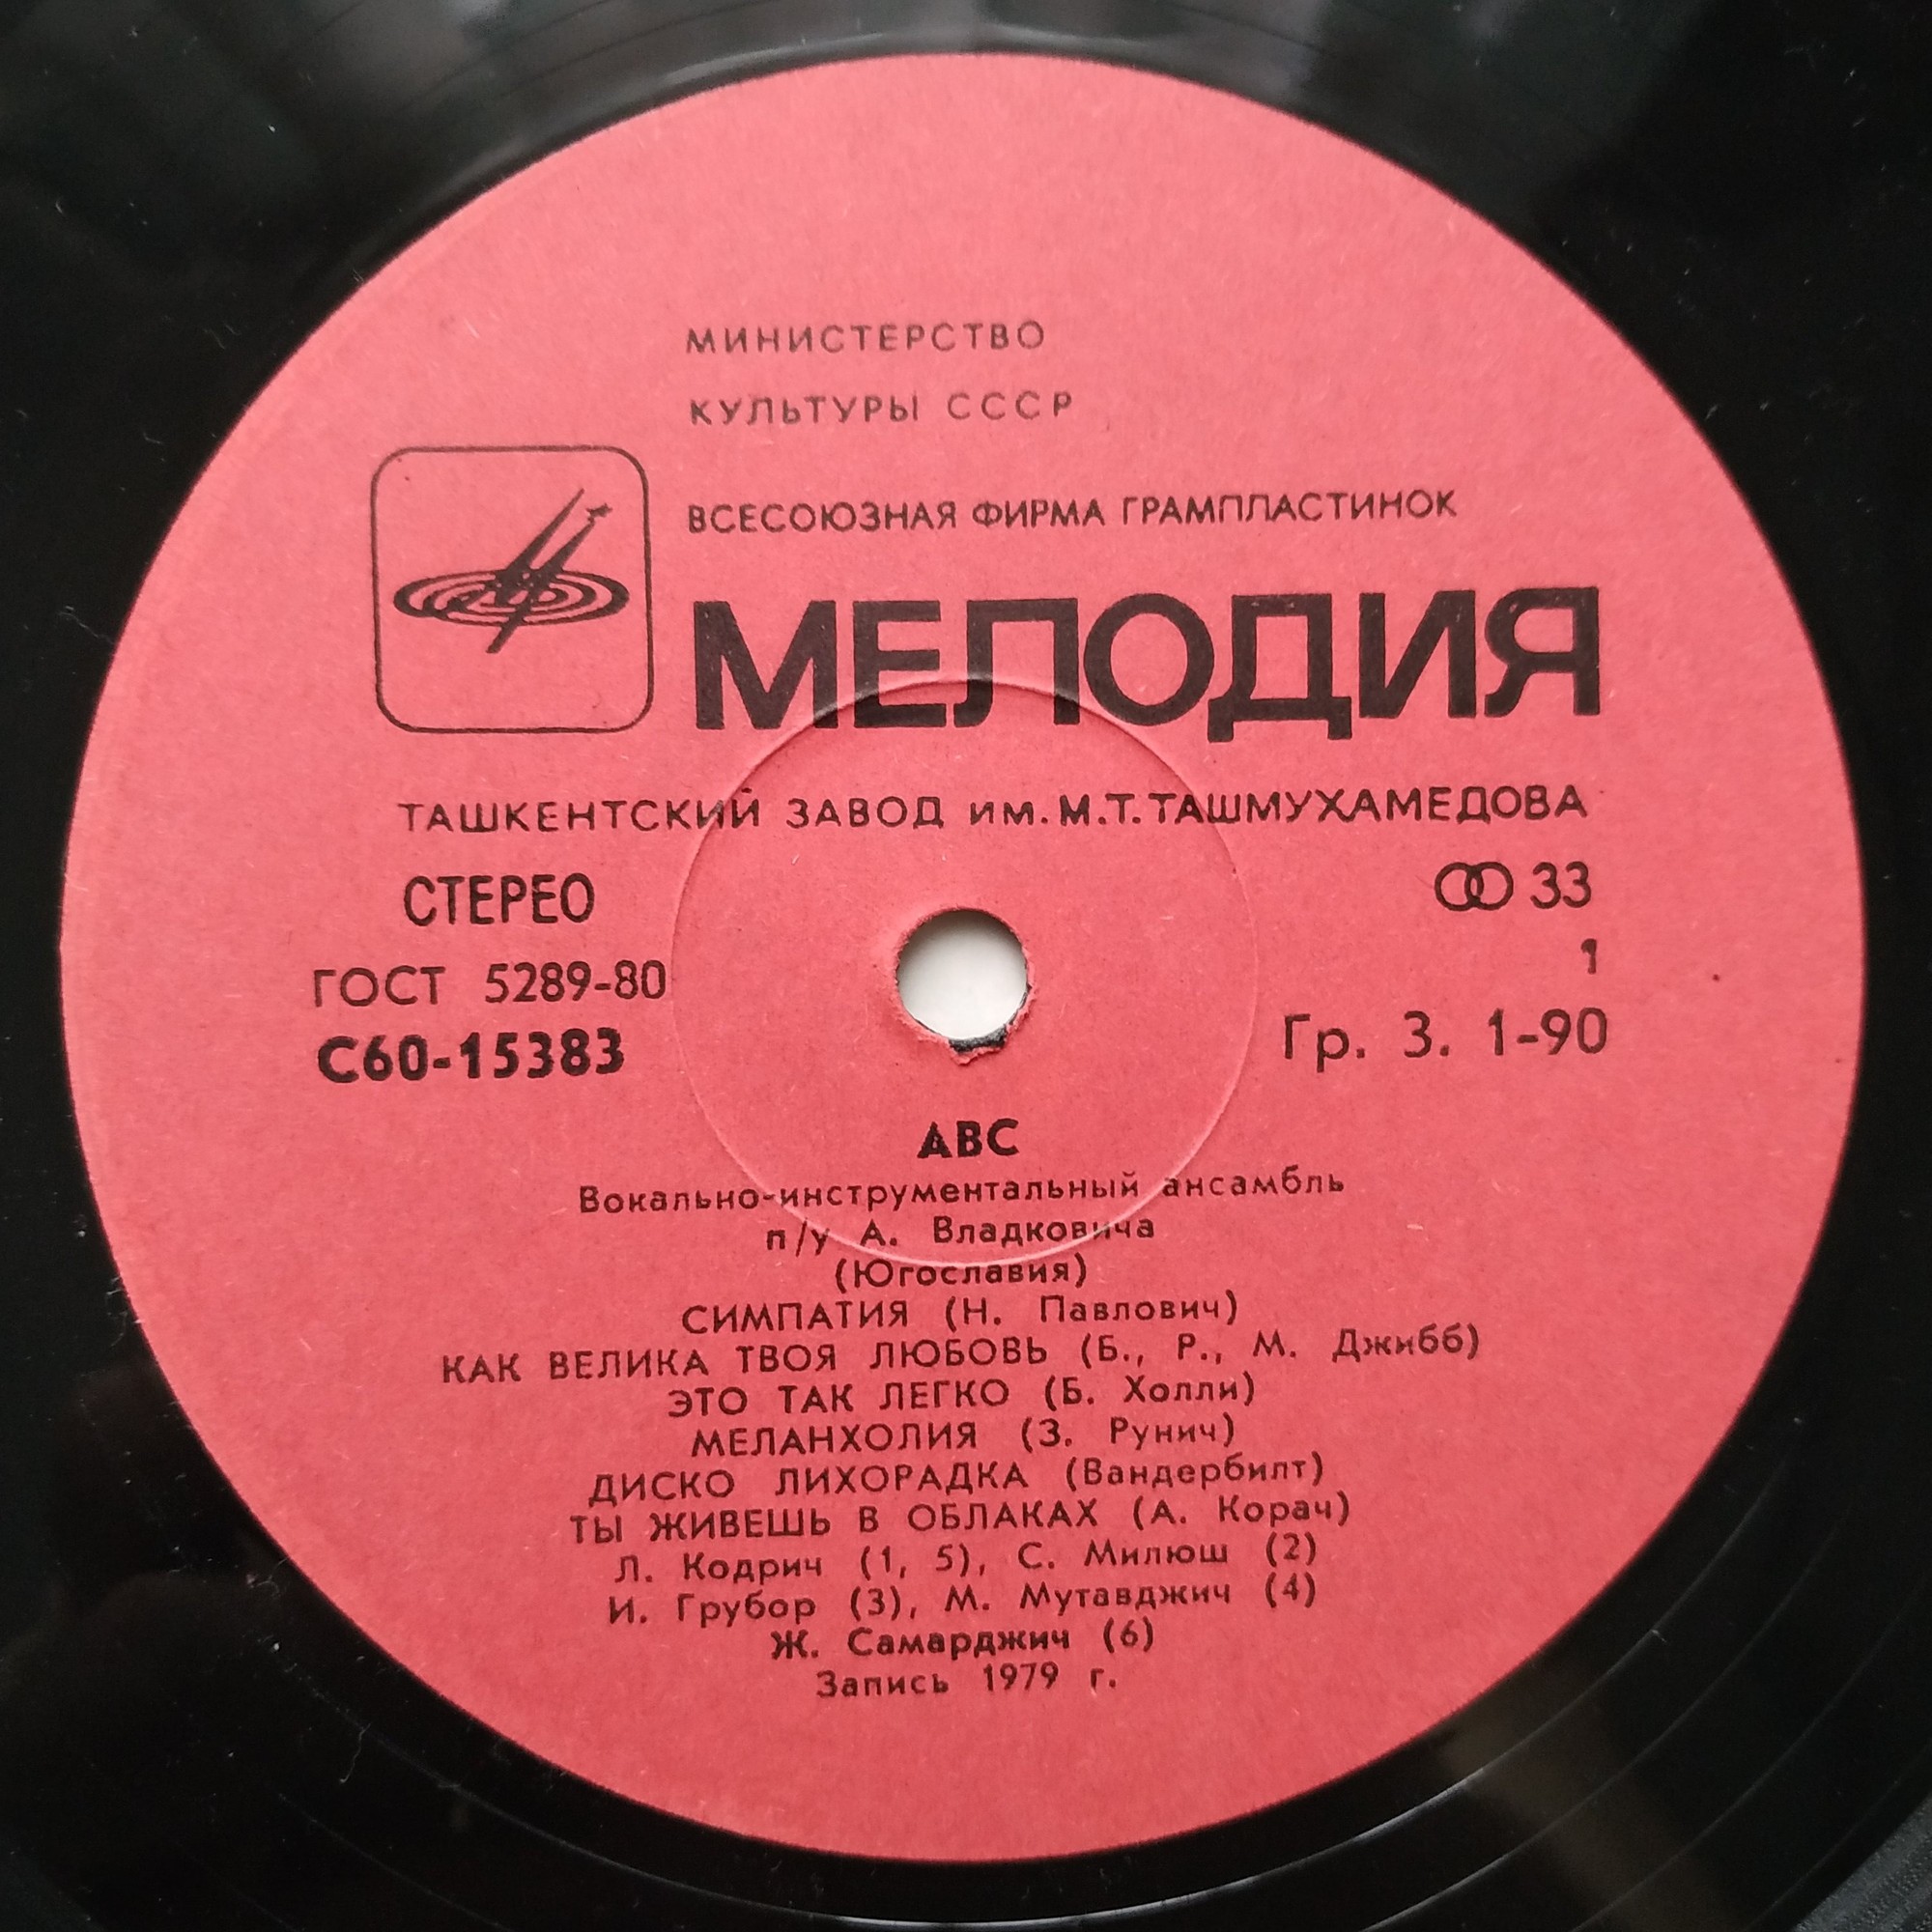 МИНИСТЕРСТВО
КУЛЬТУРЫ СССР
ВСЕСОЮЗНАЯ ФИРМА ГРАМПЛАСТИНОК
МЕЛОДИЯ
ТАШКЕНТСКИЙ ЗАВОД им. М.Т. ТАШМУХАМЕДОВА
СТЕРЕО
33
ГОСТ 5289-80
1
С60-15383
Гр. 3. 1-90
АВС
Вокально-инструментальный ансамбль
п/у А. Владковича
(Югославия)
СИМПАТИЯ (Н. Павлович)
КАК ВЕЛИКА ТВОЯ ЛЮБОВЬ (Б., Р., М. Джибб)
ЭТО ТАК ЛЕГКО (Б. Холли)
МЕЛАНХОЛИЯ (З. Рунич)
ДИСКО ЛИХОРАДКА (Вандербилт)
ТЫ ЖИВЕШЬ В ОБЛАКАХ (А. Корач)
Л. Кодрич (1, 5), С. Милюш (2)
И. Грубор (3), М. Мутавджич (4)
Ж. Самарджич (6)
Запись 1979 г.